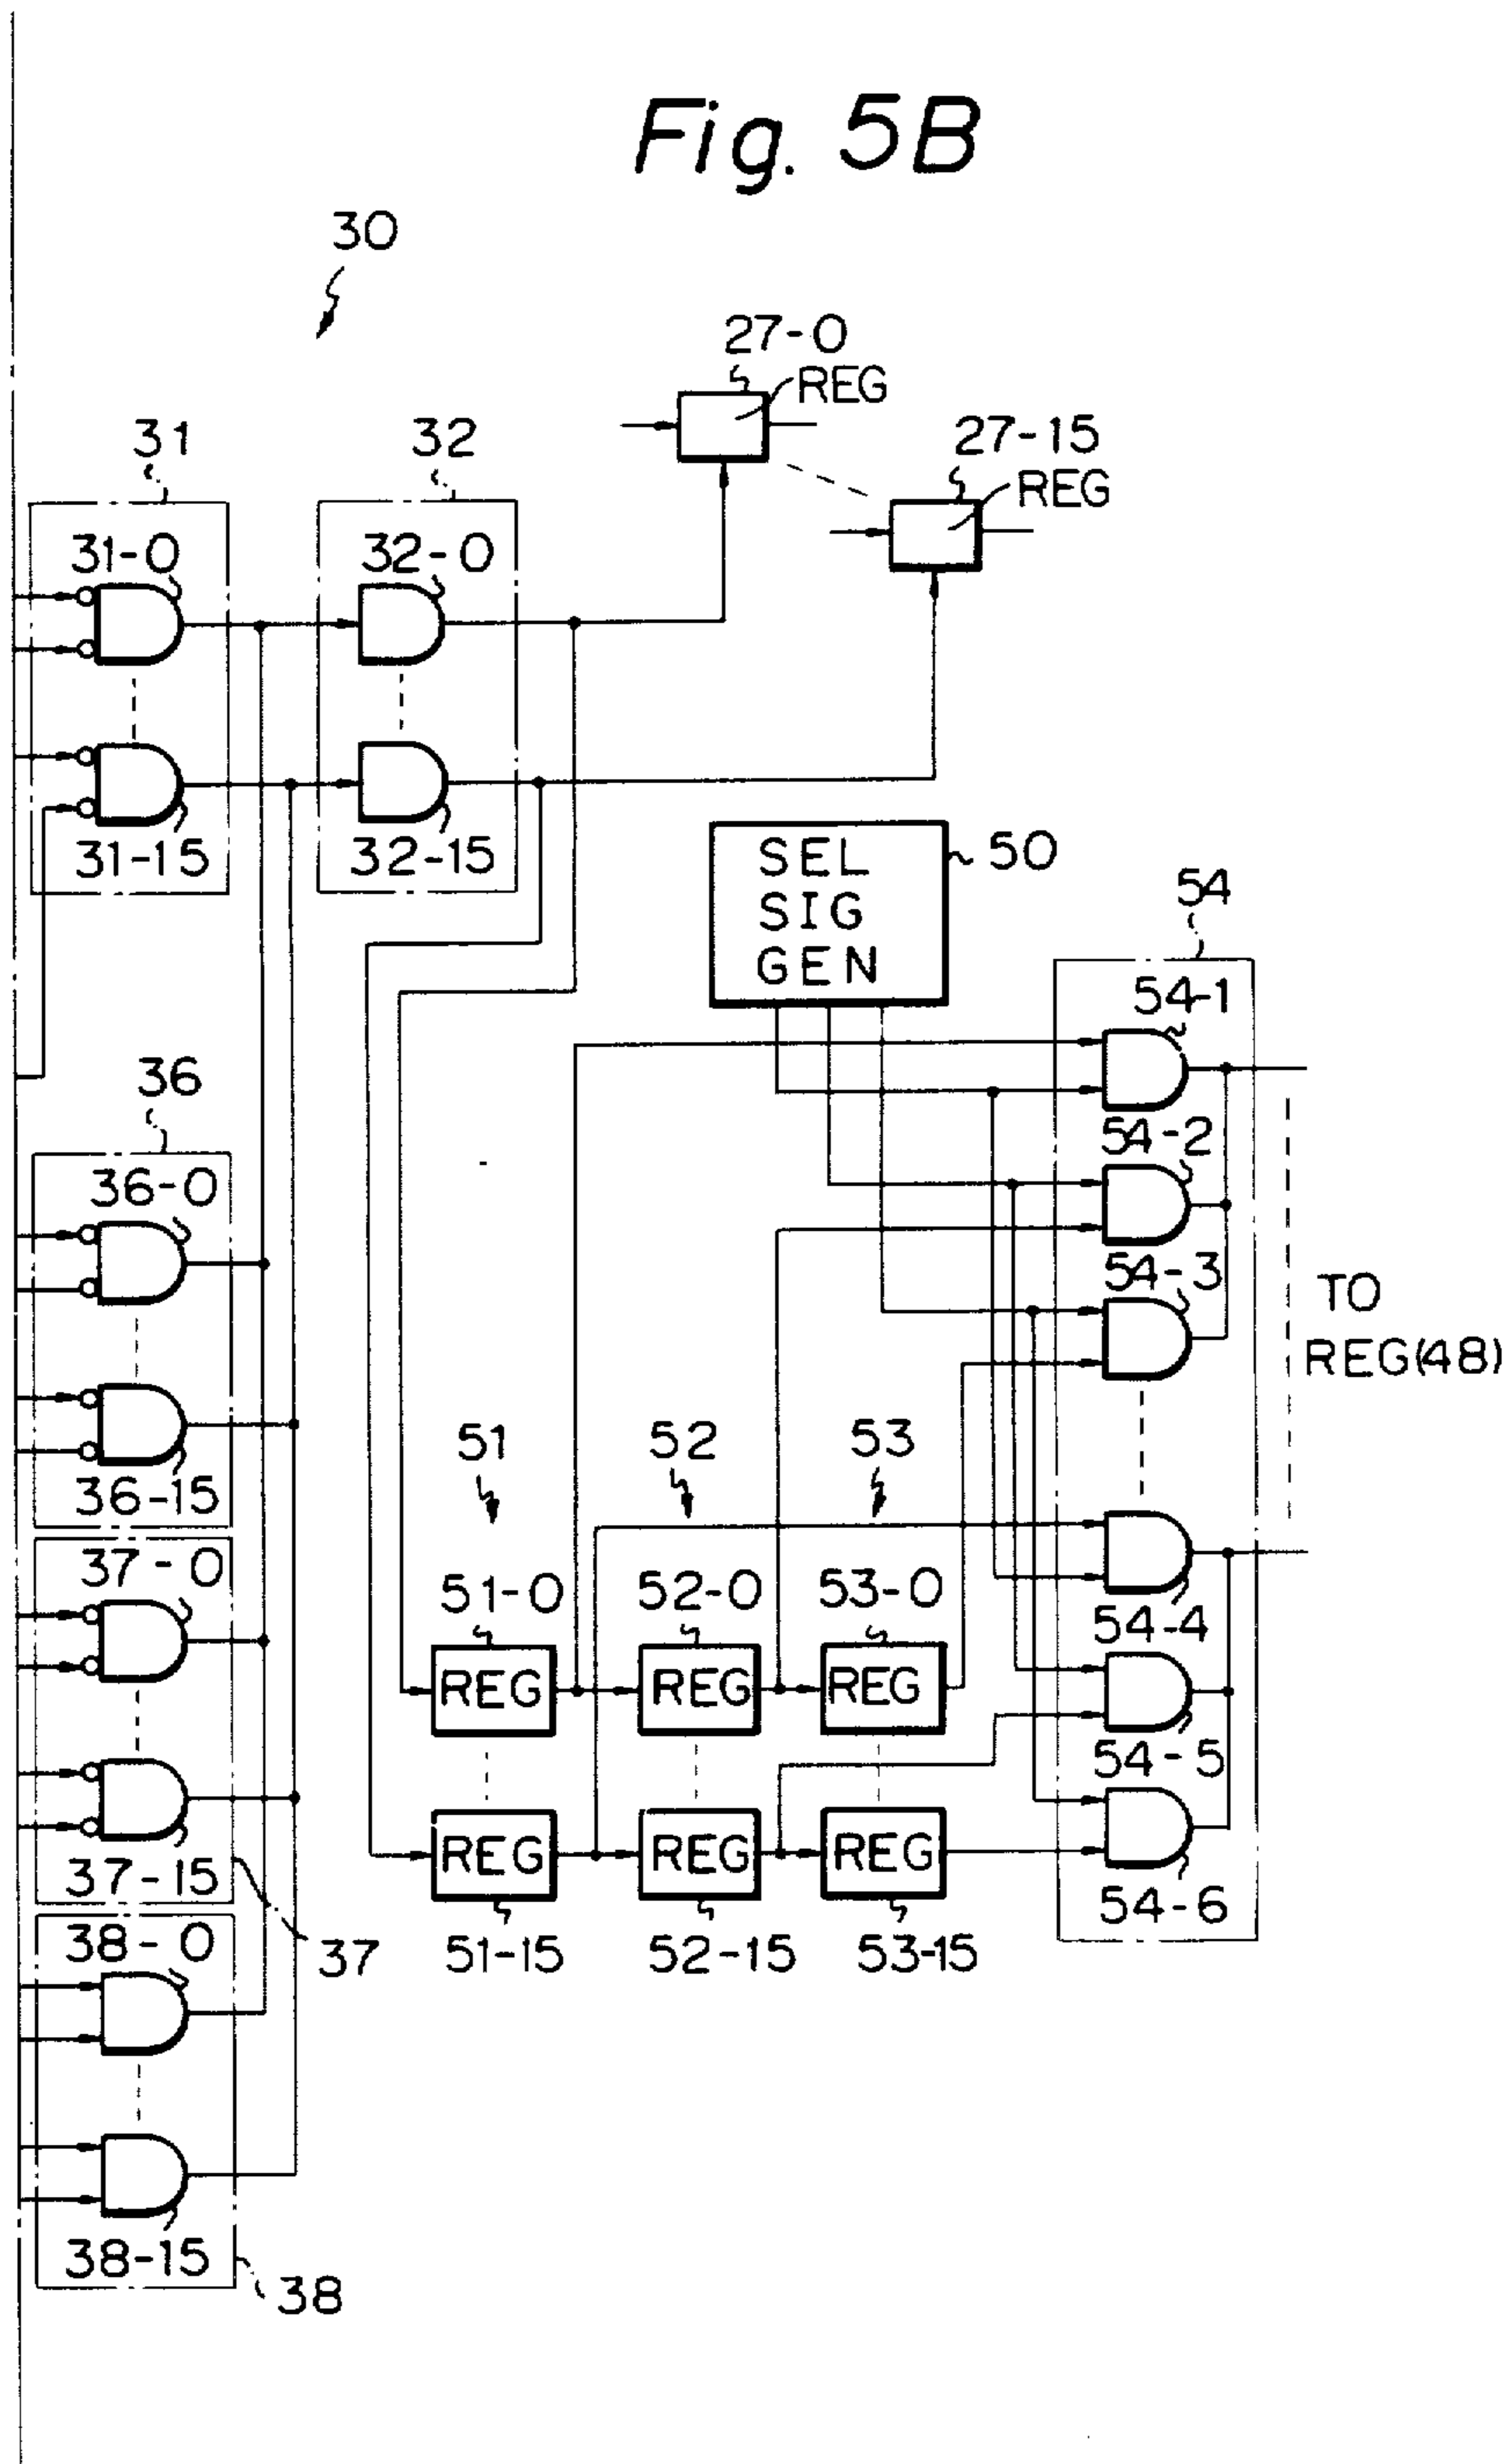 Fig. 5B
30
27-0
REG
27-15
REG
31
32
31-0
32-0
31-15
32-15
SEL
SIG
GEN
50
54
54-1
54-2
54-3
36
36-0
36-15
TO
REG(48)
51
52
53
37-0
51-0
52-0
53-0
54-4
REG
REG
REG
54-5
37-15
REG
REG
REG
54-6
37
51-15
52-15
53-15
38-0
38-15
38